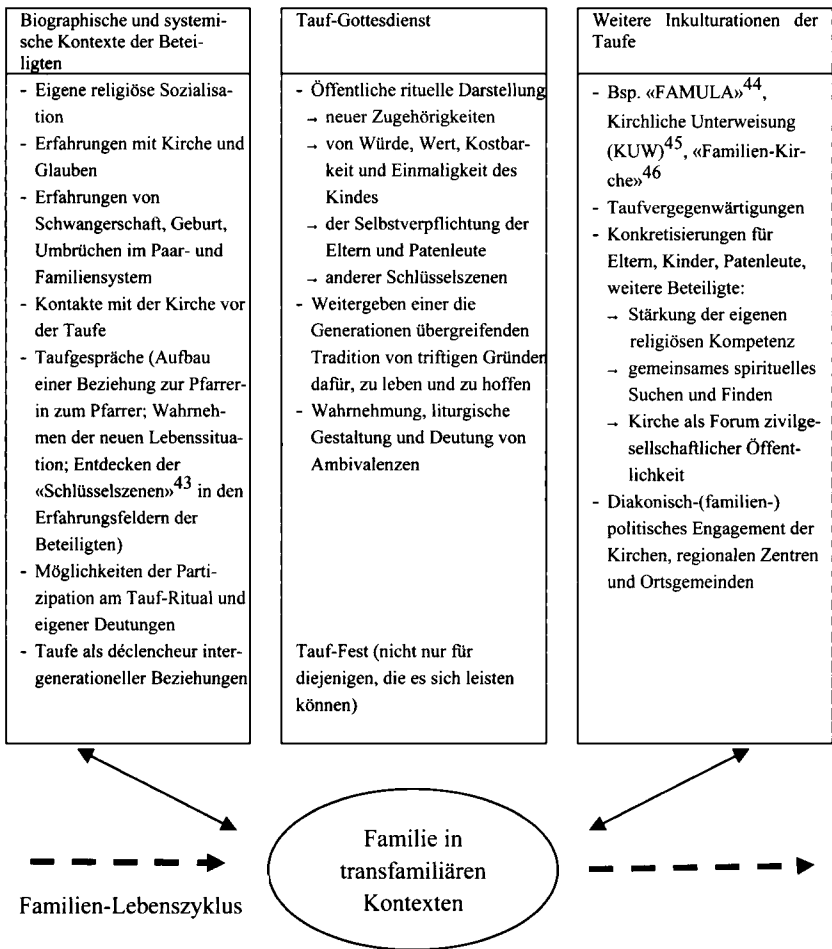 Biographische und systemi-
sche Kontexte der Betei-
ligten
- Eigene religiöse Sozialisa-
tion
- Erfahrungen mit Kirche und
Glauben
- Erfahrungen von
Schwangerschaft, Geburt,
Umbrüchen im Paar- und
Familiensystem
- Kontakte mit der Kirche vor
der Taufe
- Taufgespräche (Aufbau
einer Beziehung zur Pfarrer-
in zum Pfarrer; Wahrneh-
men der neuen Lebenssitua-
tion; Entdecken der
«Schlüsselszenen»43 in den
Erfahrungsfeldern der
Beteiligten)
- Möglichkeiten der Parti-
zipation am Tauf-Ritual und
eigener Deutungen
- Taufe als déclencheur inter-
generationeller Beziehungen
Tauf-Gottesdienst
- Öffentliche rituelle Darstellung
→ neuer Zugehörigkeiten
→ von Würde, Wert, Kostbar-
keit und Einmaligkeit des
Kindes
→ der Selbstverpflichtung der
Eltern und Patenleute
→ anderer Schlüsselszenen
- Weitergeben einer die
Generationen übergreifenden
Tradition von triftigen Gründen
dafür, zu leben und zu hoffen
- Wahrnehmung, liturgische
Gestaltung und Deutung von
Ambivalenzen
Tauf-Fest (nicht nur für
diejenigen, die es sich leisten
können)
Weitere Inkulturationen der
Taufe
- Bsp. «FAMULA»44,
Kirchliche Unterweisung
(KUW)45, «Familien-Kir-
che»46
- Taufvergegenwärtigungen
- Konkretisierungen für
Eltern, Kinder, Patenleute,
weitere Beteiligte:
→ Stärkung der eigenen
religiösen Kompetenz
→ gemeinsames spirituelles
Suchen und Finden
→ Kirche als Forum zivilge-
sellschaftlicher Öffent-
lichkeit
- Diakonisch-(familien-)
politisches Engagement der
Kirchen, regionalen Zentren
und Ortsgemeinden
Familie in
transfamiliären
Kontexten
Familien-Lebenszyklus